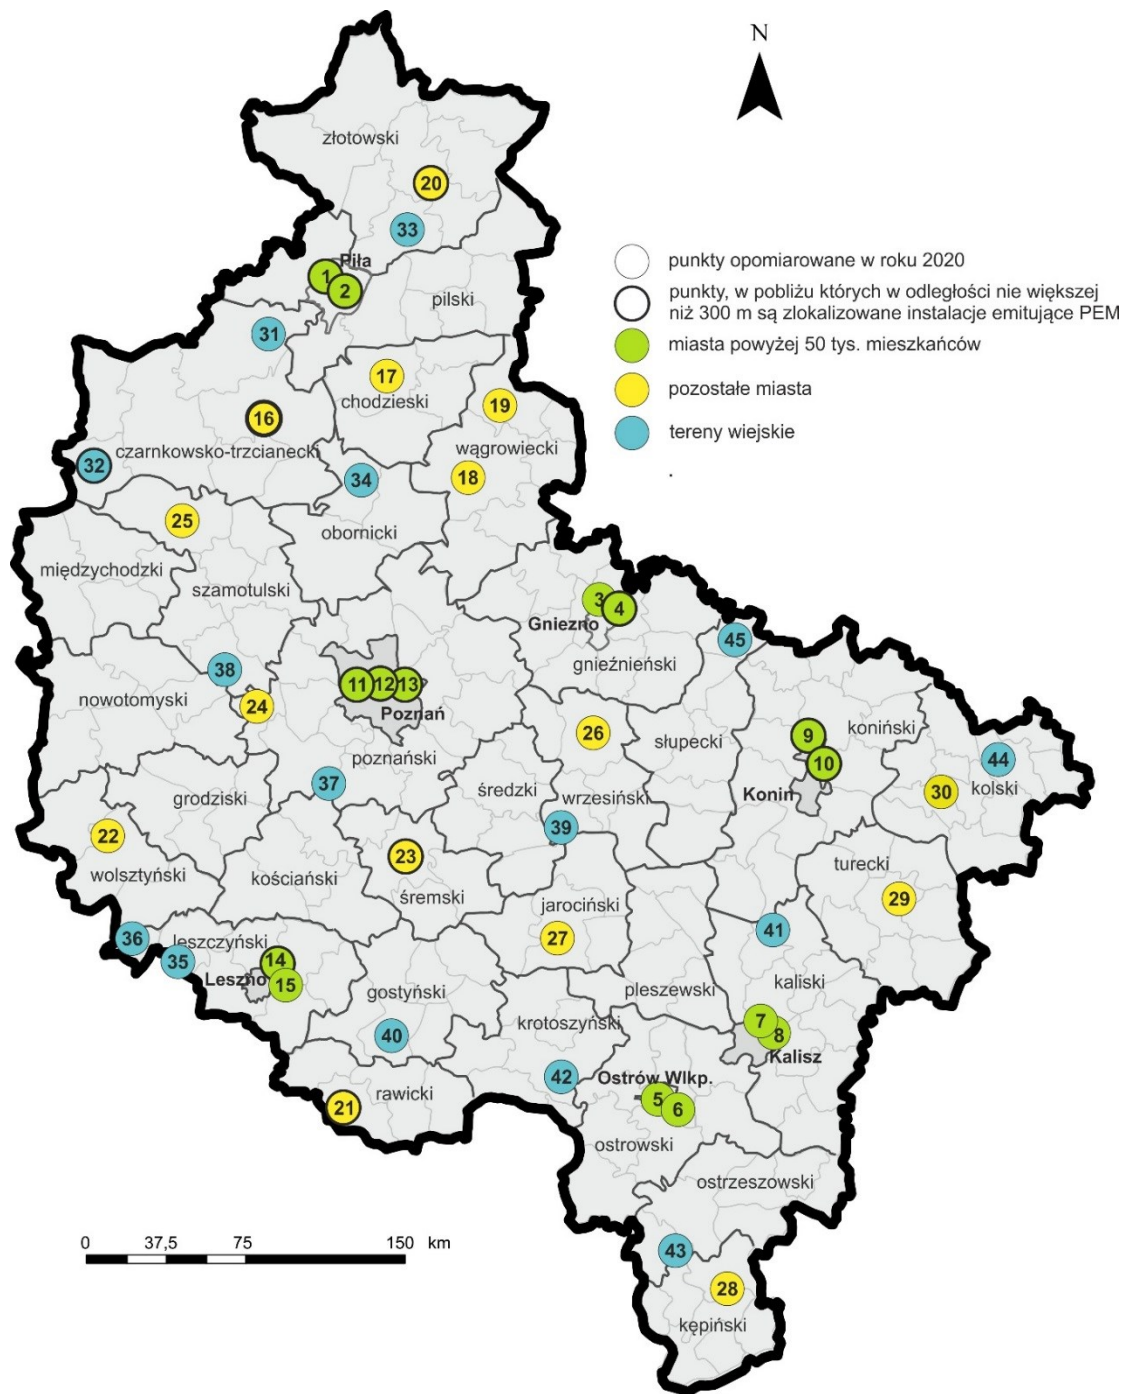 N
złotowski
20
33
Piła
1
2
pilski
punkty opomiarowane w roku 2020
punkty, w pobliżu których w odległości nie większej
niż 300 m są zlokalizowane instalacje emitujące PEM
miasta powyżej 50 tys. mieszkańców
pozostałe miasta
tereny wiejskie
.
31
17
chodzieski
19
16
czarnkowsko-trzcianecki
wągrowiecki
32
34
18
25
obornicki
międzychodzki
szamotulski
3
4
Gniezno
gnieźnieński
45
38
nowotomyski
24
11
12
13
Poznań
poznański
26
słupecki
9
koniński
10
Konin
44
kolski
30
37
grodziski
średzki
wrzesiński
39
22
wolsztyński
kościański
23
śremski
turecki
29
jarociński
27
41
36
leszczyński
35
14
Leszno
15
gostyński
pleszewski
kaliski
40
krotoszyński
7
8
Kalisz
42
Ostrów Wlkp.
5
6
rawicki
21
ostrowski
ostrzeszowski
0 37,5 75 150 km
43
28
kępiński